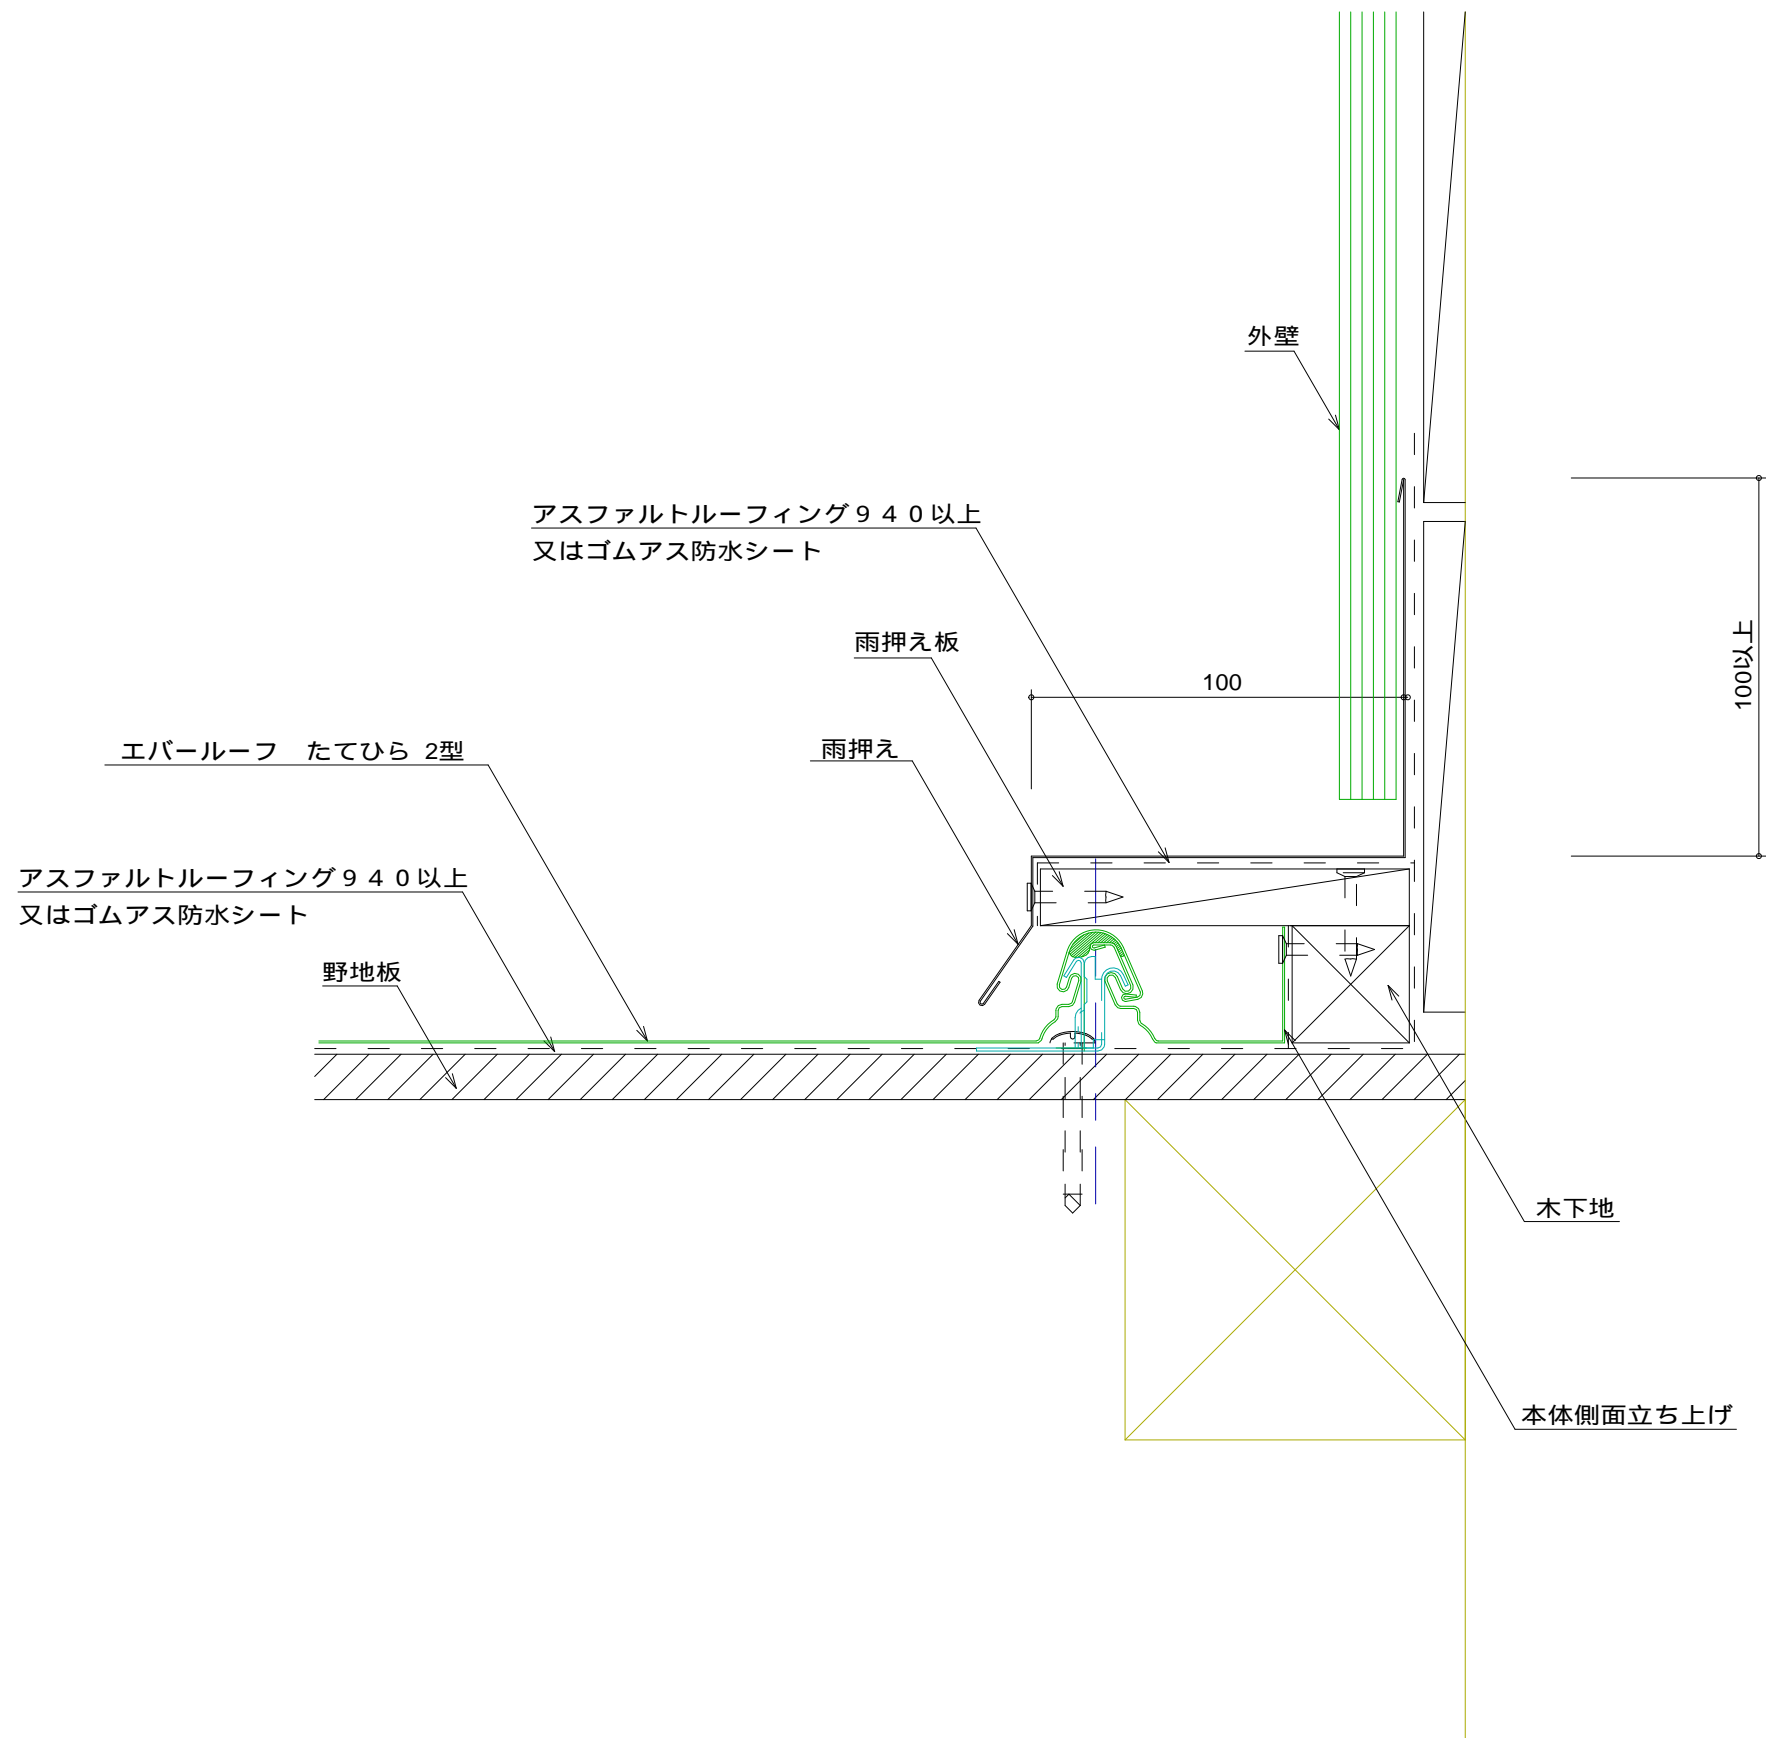 外壁
アスファルトルーフィング９４０以上
又はゴムアス防水シート
雨押え板
100以上
100
エバールーフ　たてひら 2型
雨押え
アスファルトルーフィング９４０以上
又はゴムアス防水シート
野地板
木下地
本体側面立ち上げ